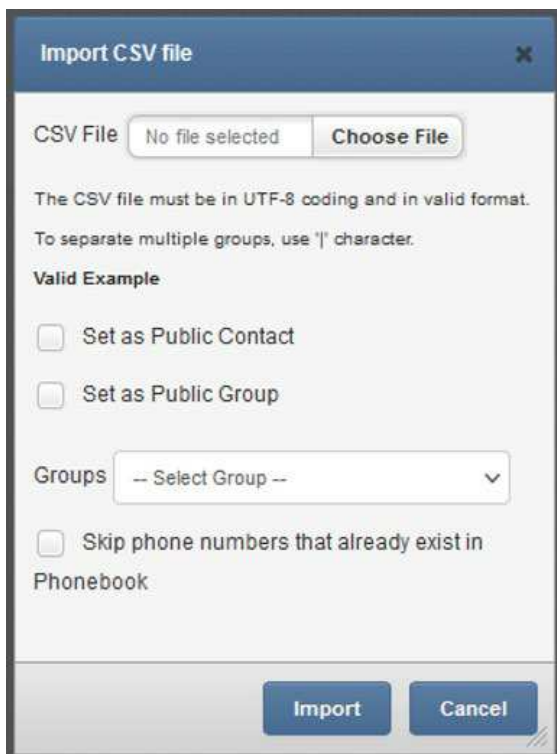 Import CSV file
CSV File No file selected Choose File
The CSV file must be in UTF-8 coding and in valid format.
To separate multiple groups, use '|' character.
Valid Example
Set as Public Contact
Set as Public Group
Groups -- Select Group --
Skip phone numbers that already exist in
Phonebook
Import Cancel